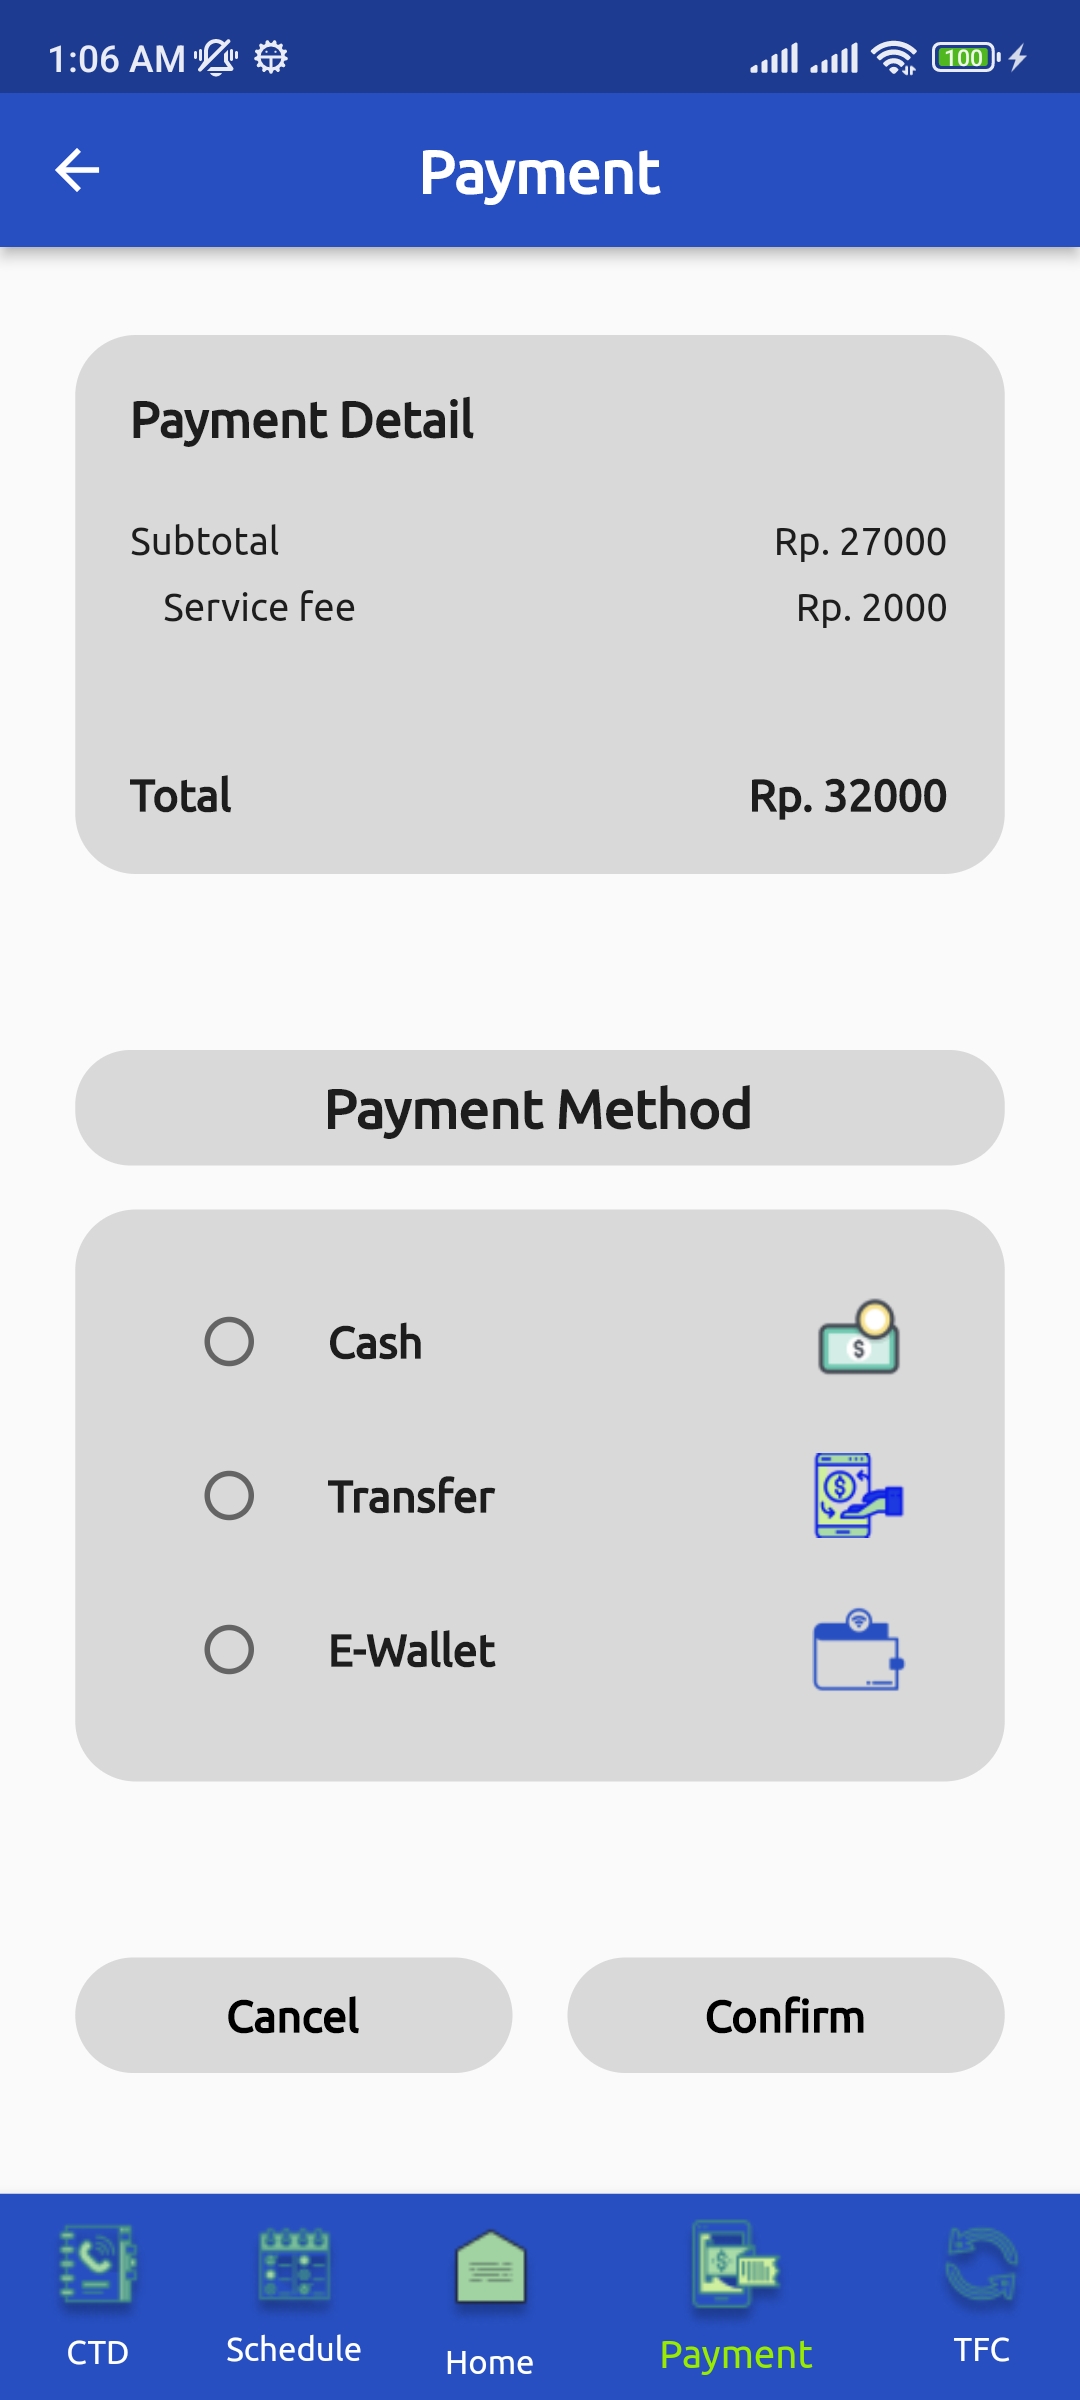 1:06 AM 100
Payment
Payment Detail
Subtotal Rp. 27000
Service fee Rp. 2000
Total Rp. 32000
Payment Method
Cash
Transfer
E-Wallet
Cancel Confirm
CTD Schedule Home Payment TFC